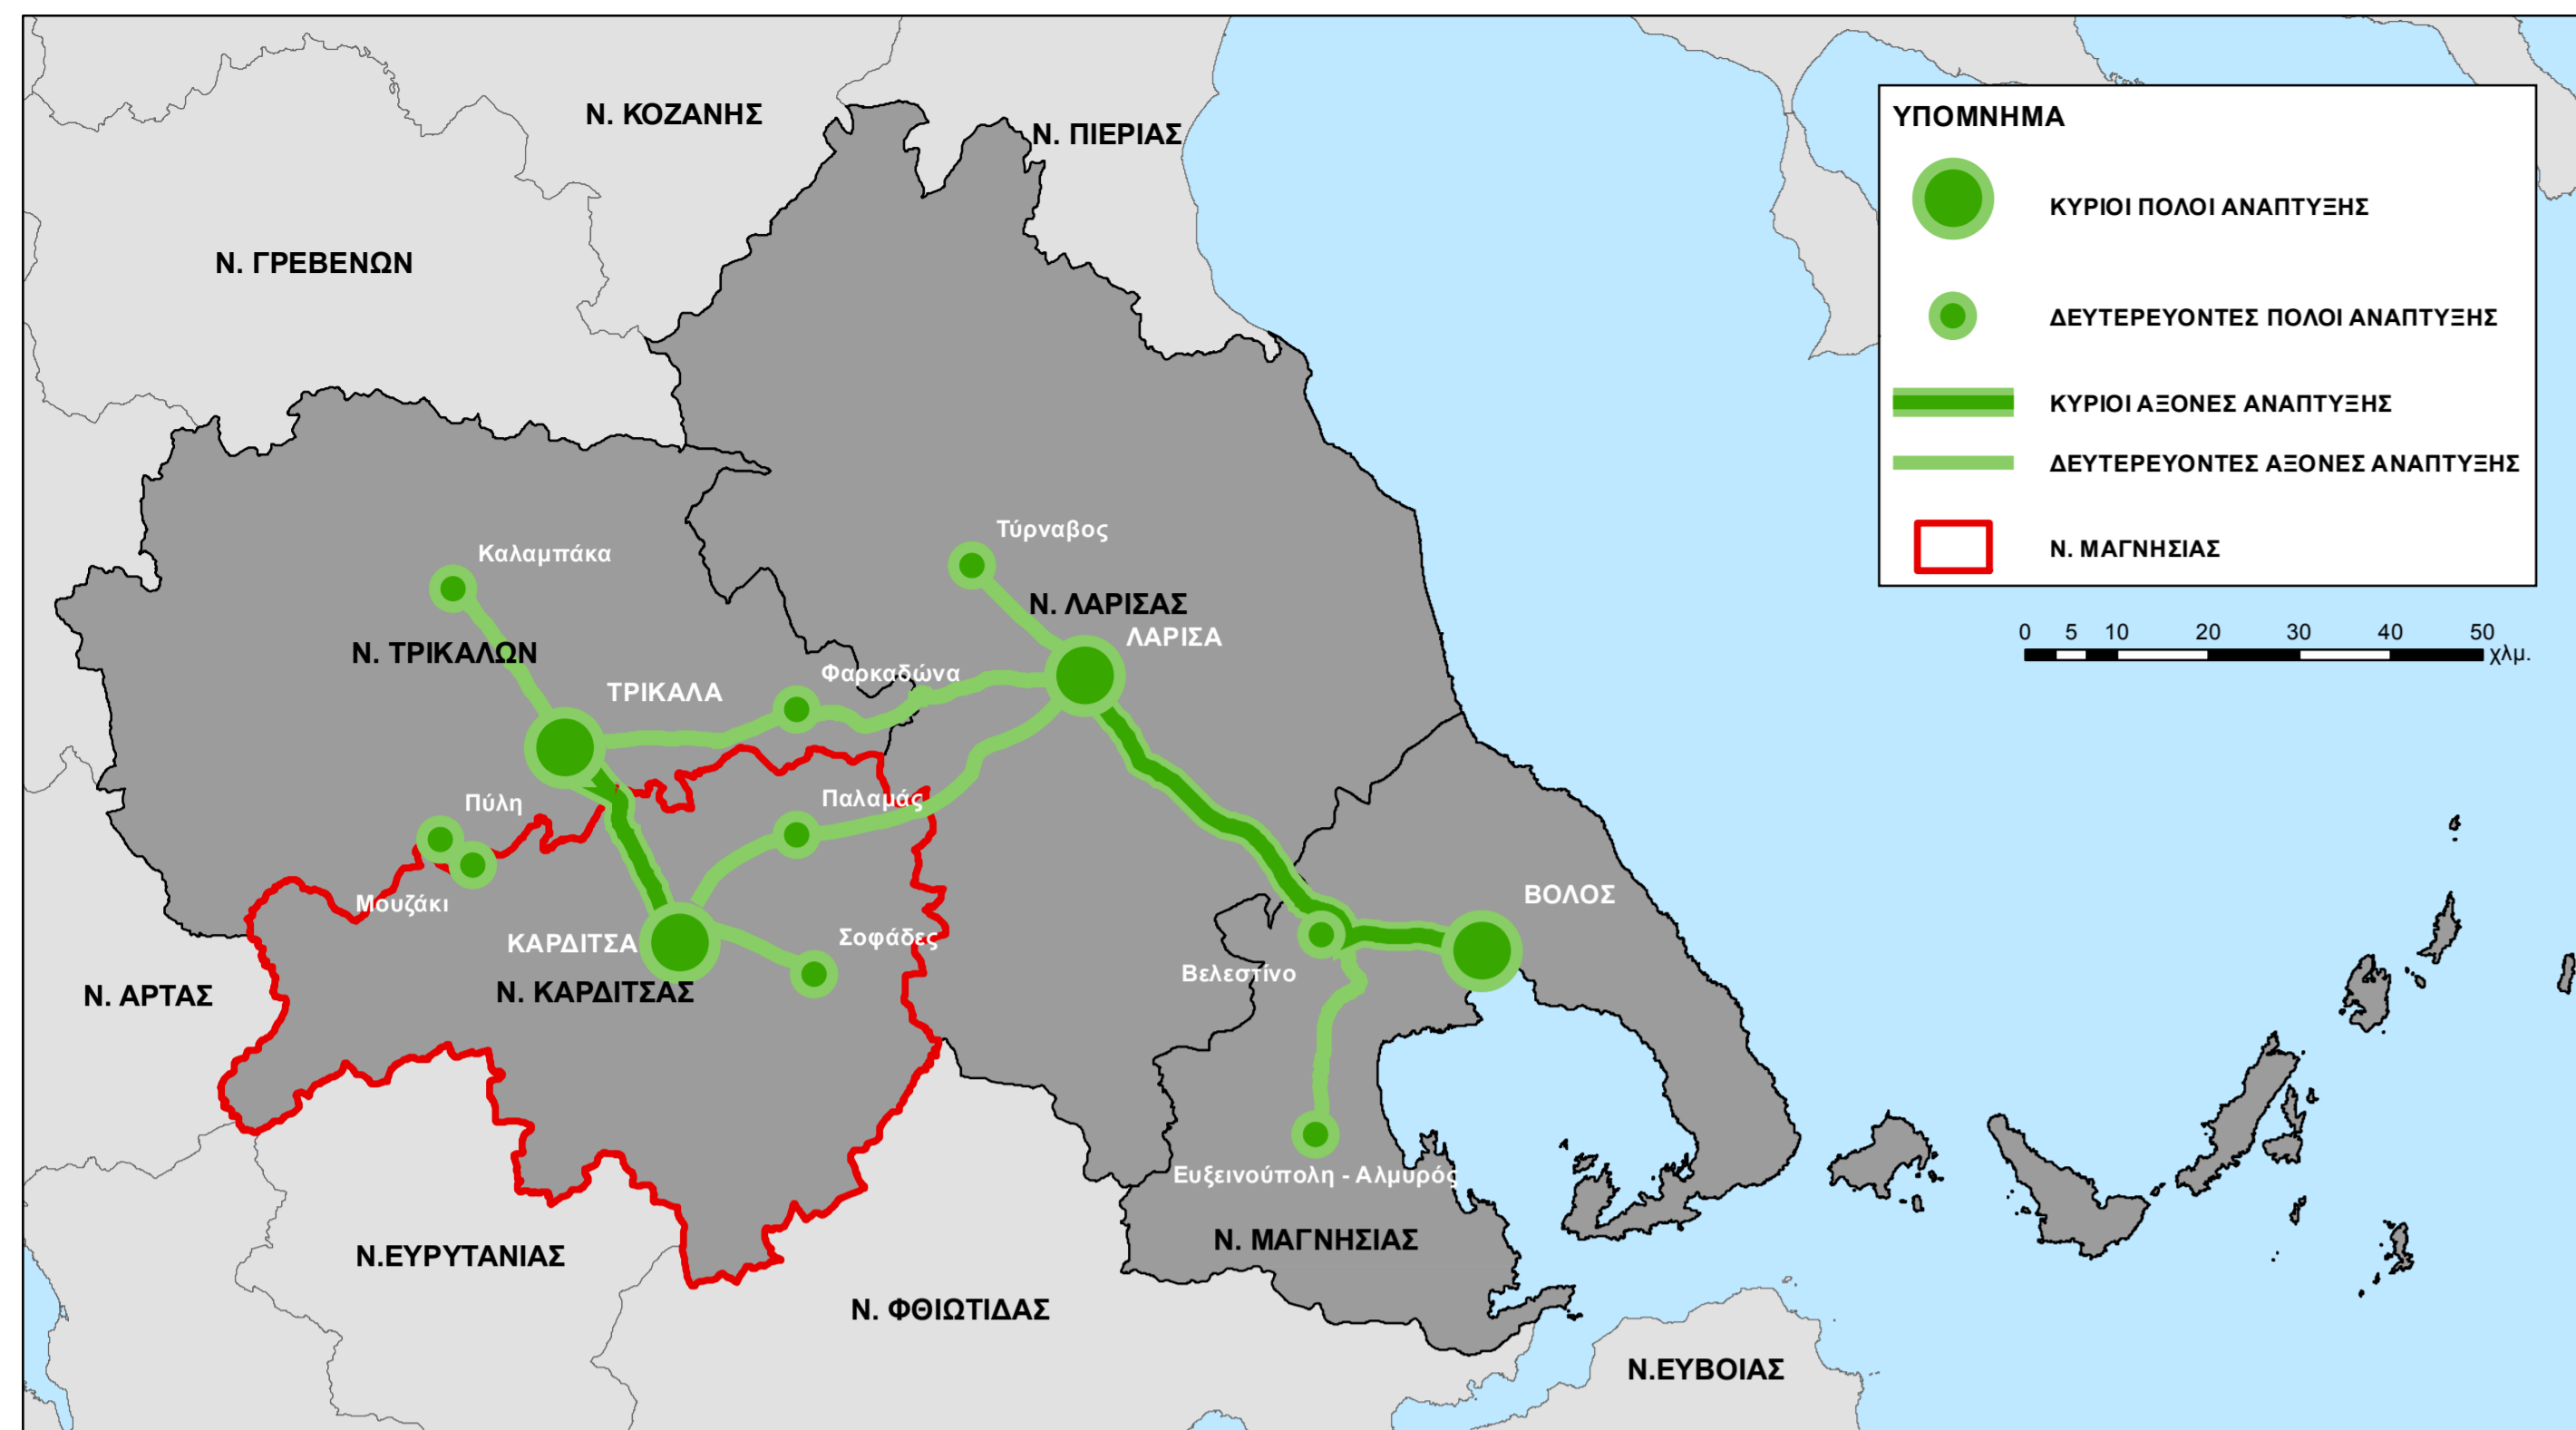 Ν. ΚΟΖΑΝΗΣ
Ν. ΠΙΕΡΙΑΣ
Ν. ΓΡΕΒΕΝΩΝ
ΥΠΟΜΝΗΜΑ
ΚΥΡΙΟΙ ΠΟΛΟΙ ΑΝΑΠΤΥΞΗΣ
ΔΕΥΤΕΡΕΥΟΝΤΕΣ ΠΟΛΟΙ ΑΝΑΠΤΥΞΗΣ
ΚΥΡΙΟΙ ΑΞΟΝΕΣ ΑΝΑΠΤΥΞΗΣ
ΔΕΥΤΕΡΕΥΟΝΤΕΣ ΑΞΟΝΕΣ ΑΝΑΠΤΥΞΗΣ
Ν. ΜΑΓΝΗΣΙΑΣ
0 5 10 20 30 40 50
χλμ.
Τύρναβος
Καλαμπάκα
Ν. ΛΑΡΙΣΑΣ
ΛΑΡΙΣΑ
Ν. ΤΡΙΚΑΛΩΝ
Φαρκαδώνα
ΤΡΙΚΑΛΑ
Πύλη
Παλαμάς
Μουζάκι
ΒΟΛΟΣ
ΚΑΡΔΙΤΣΑ
Σοφάδες
Βελεστίνο
Ν. ΑΡΤΑΣ
Ν. ΚΑΡΔΙΤΣΑΣ
Ευξεινούπολη - Αλμυρός
Ν. ΜΑΓΝΗΣΙΑΣ
Ν.ΕΥΡΥΤΑΝΙΑΣ
Ν. ΦΘΙΩΤΙΔΑΣ
Ν.ΕΥΒΟΙΑΣ